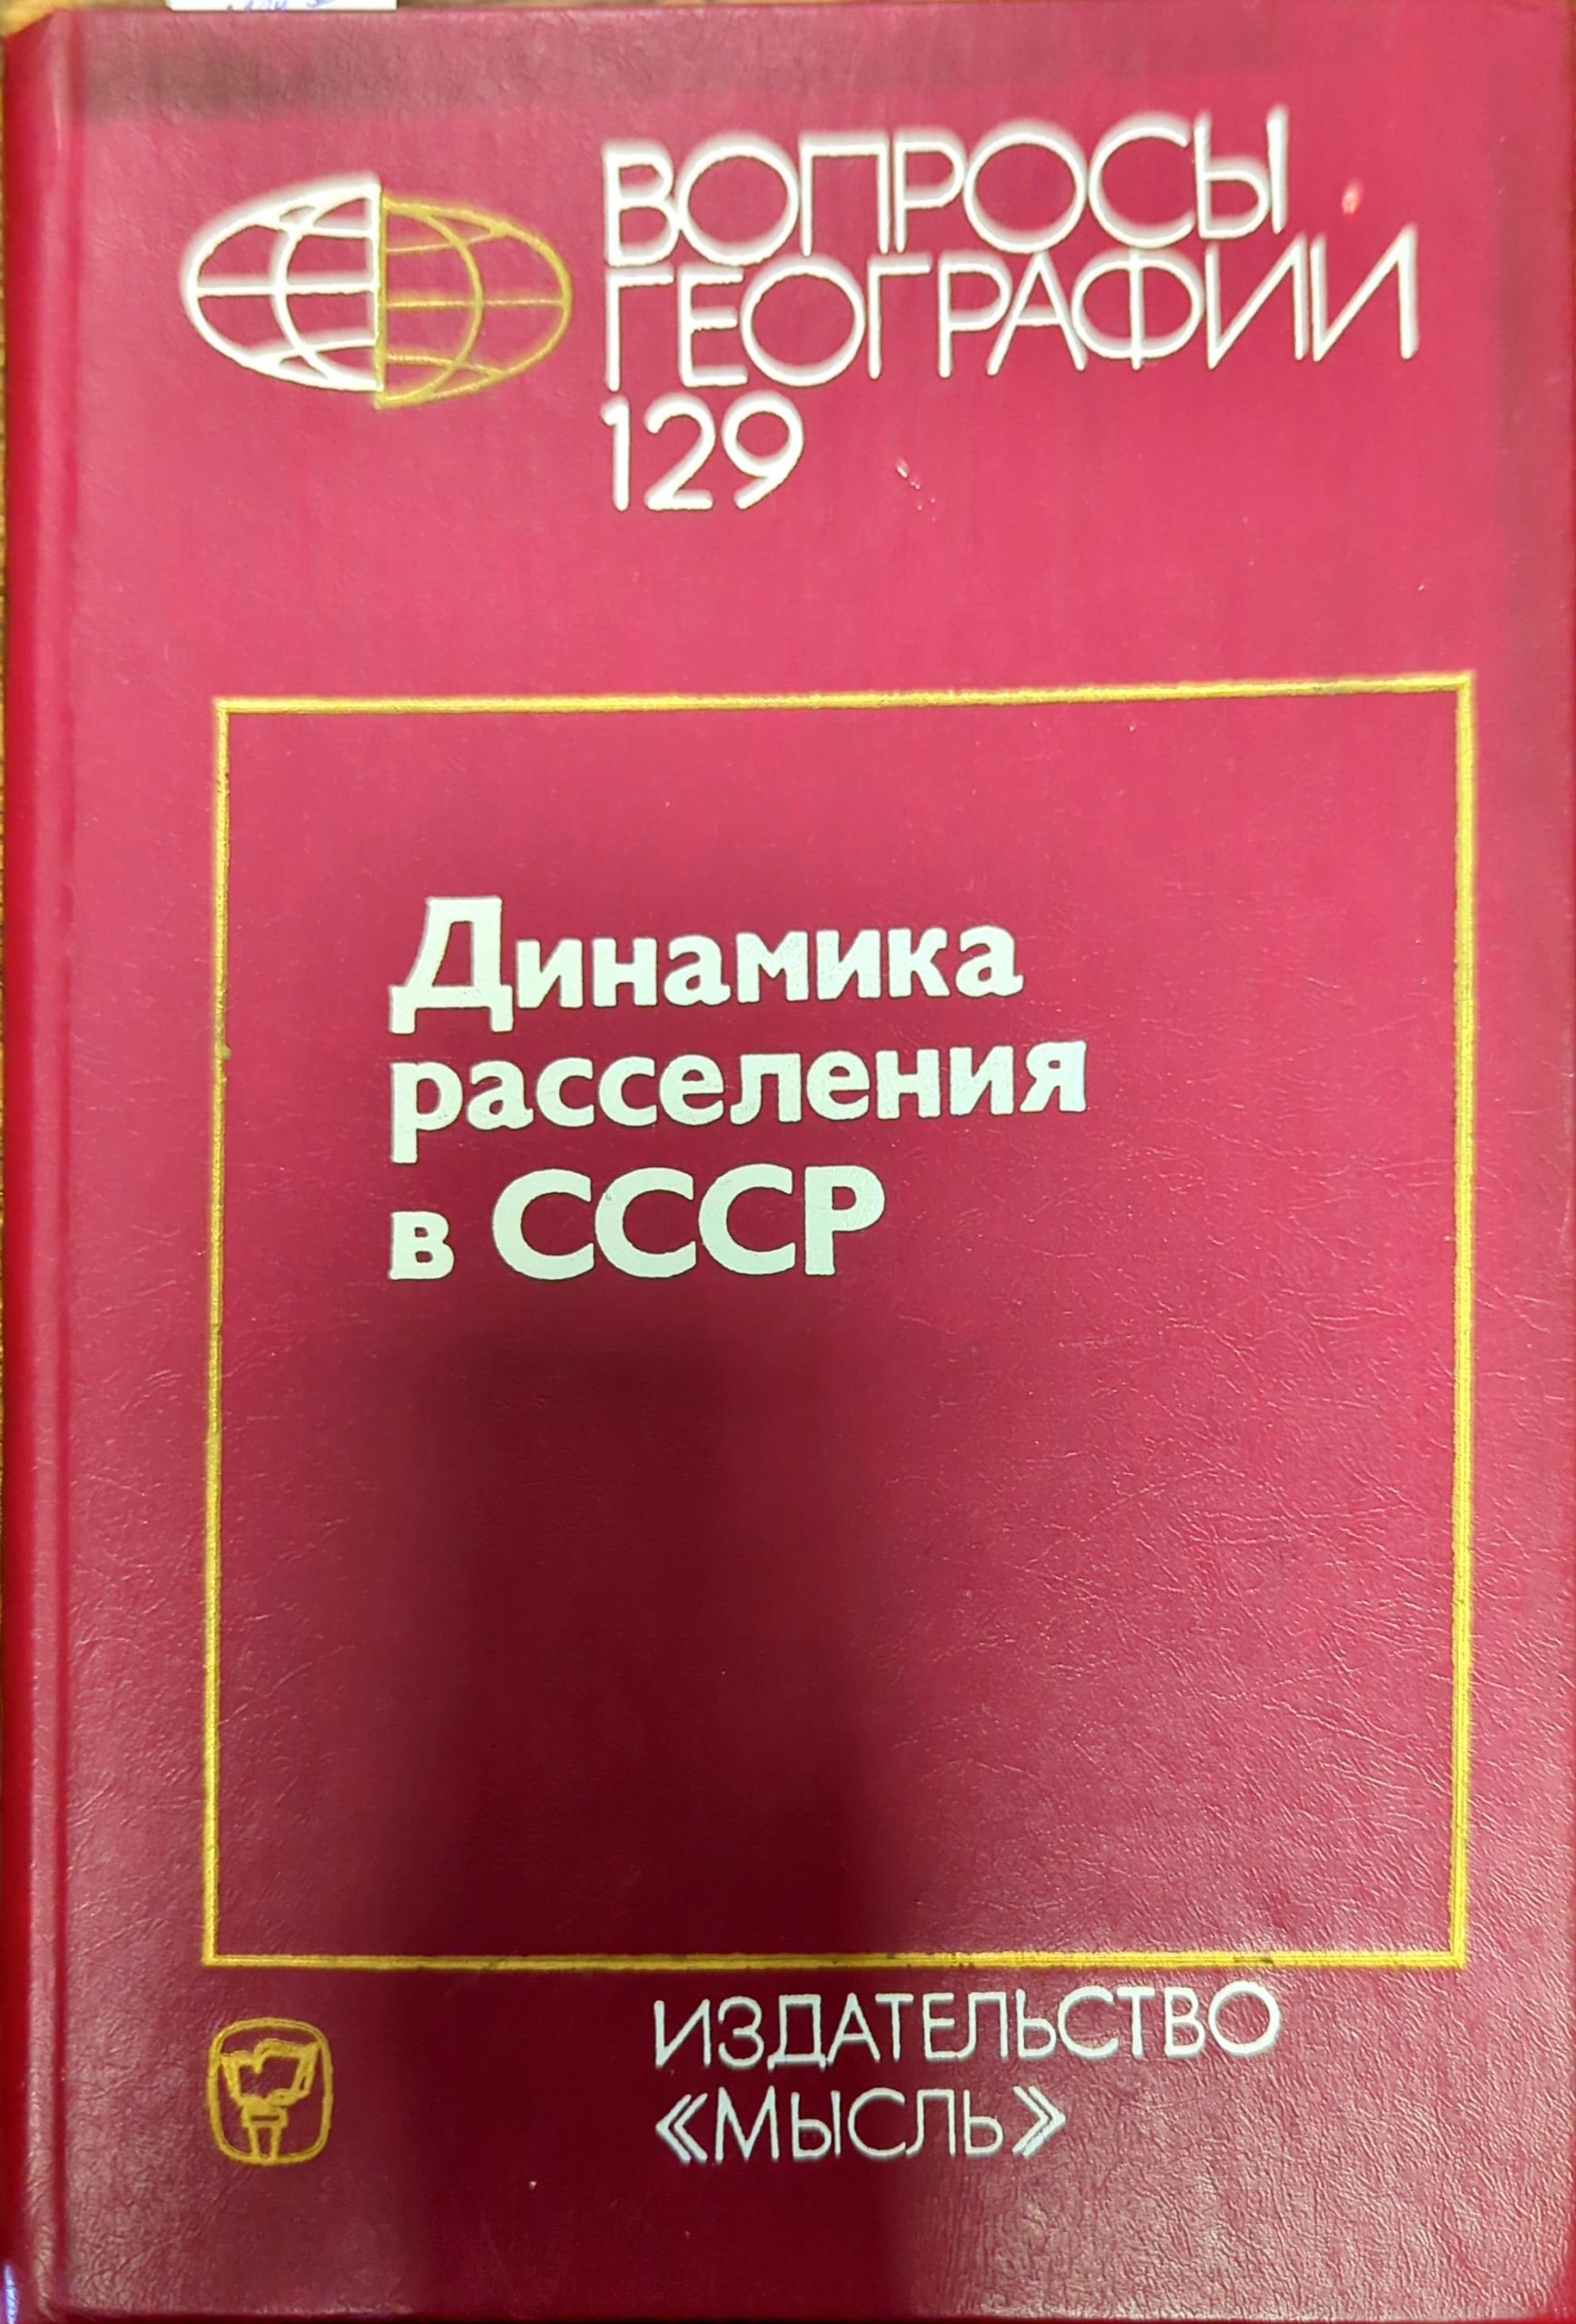 ВОПРОСЫ
ГЕОГРАФИИ
129
Динамика
расселения
в СССР
ИЗДАТЕЛЬСТВО
«МЫСЛЬ»